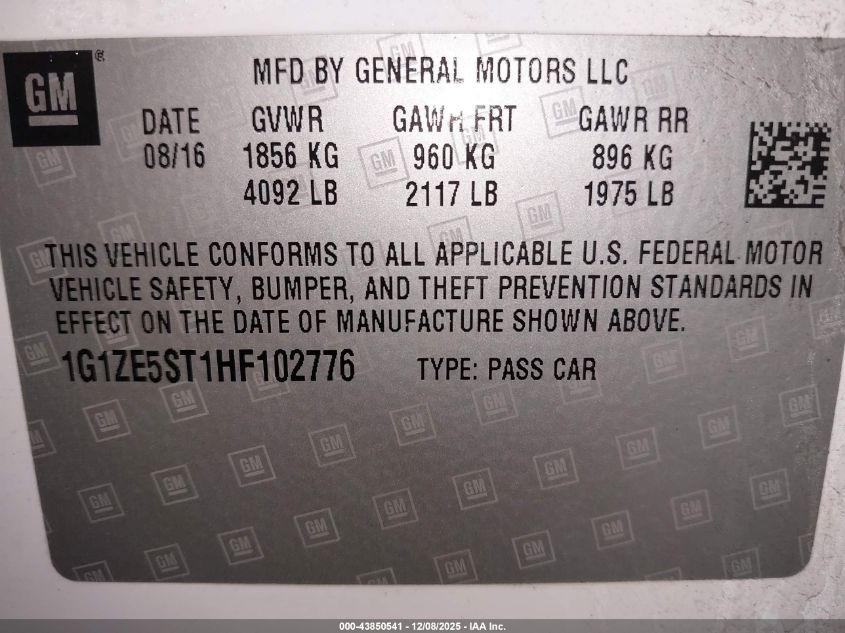 GM
MFD BY GENERAL MOTORS LLC
DATE GVWR GAWR FRT GAWR RR
08/16 1856 KG 960 KG 896 KG
4092 LB 2117 LB 1975 LB
THIS VEHICLE CONFORMS TO ALL APPLICABLE U.S. FEDERAL MOTOR
VEHICLE SAFETY, BUMPER, AND THEFT PREVENTION STANDARDS IN
EFFECT ON THE DATE OF MANUFACTURE SHOWN ABOVE.
1G1ZE5ST1HF102776 TYPE: PASS CAR
000-43850541 - 12/08/2025 - IAA Inc.